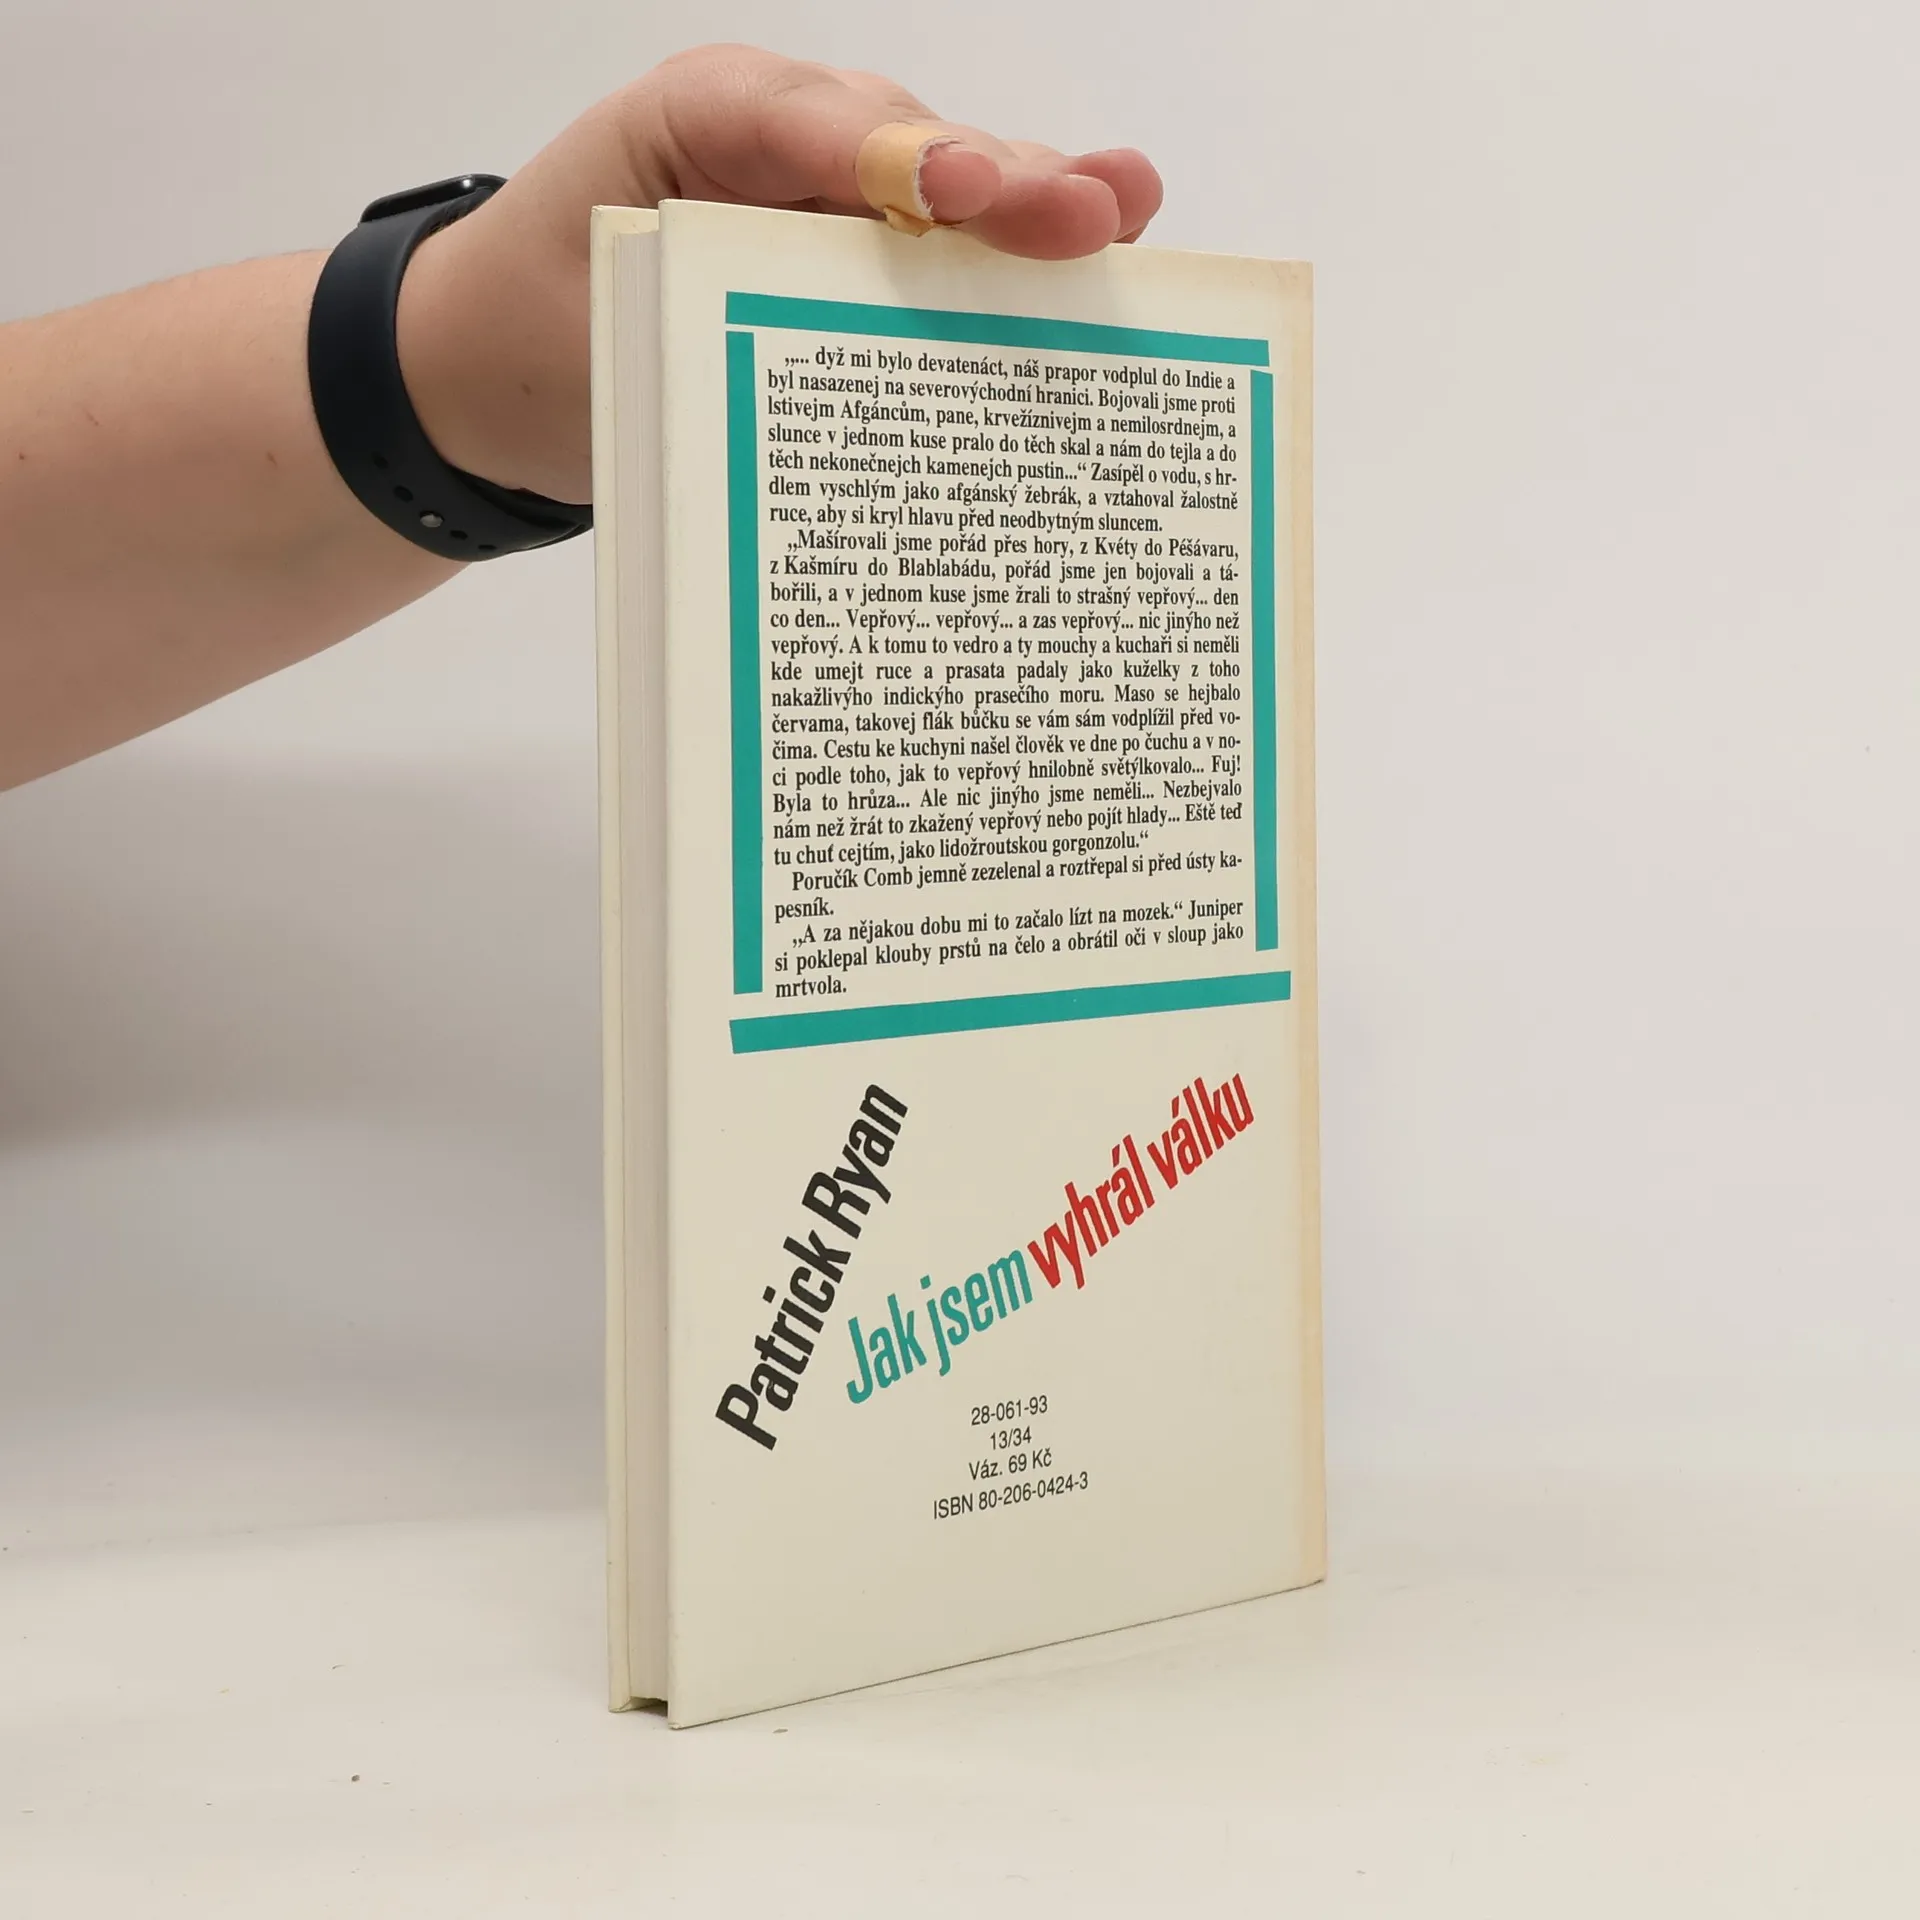 „... dyž mi bylo devatenáct, náš prapor vodplul do Indie a
byl nasazenej na severovýchodní hranici. Bojovali jsme proti
lstivejm Afgáncům, pane, krvežíznivejm a nemilosrdnejm, a
slunce v jednom kuse pralo do těch skal a nám do tejla a do
těch nekonečnejch kamenejch pustin...“ Zasípěl o vodu, s hr-
dlem vyschlým jako afgánský žebrák, a vztahoval žalostně
ruce, aby si kryl hlavu před neodbytným sluncem.
„Mašírovali jsme pořád přes hory, z Kvéty do Péšávaru,
z Kašmíru do Blablabádu, pořád jsme jen bojovali a tá-
bořili, a v jednom kuse jsme žrali to strašný vepřový... den
co den... Vepřový... vepřový... a zas vepřový... nic jinýho než
vepřový. A k tomu to vedro a ty mouchy a kuchaři si neměli
kde umejt ruce a prasata padaly jako kuželky z toho
nakažlivýho indickýho prasečího moru. Maso se hejbalo
červama, takovej flák bůčku se vám sám vodplížil před vo-
čima. Cestu ke kuchyni našel člověk ve dne po čuchu a v no-
ci podle toho, jak to vepřový hnilobně světýlkovalo... Fuj!
Byla to hrůza... Ale nic jinýho jsme neměli... Nezbejvalo
nám než žrát to zkažený vepřový nebo pojít hlady... Eště teď
tu chuť cejtím, jako lidožroutskou gorgonzolu.“
Poručík Comb jemně zezelenal a roztřepal si před ústy ka-
pesník.
„A za nějakou dobu mi to začalo lízt na mozek.“ Juniper
si poklepal klouby prstů na čelo a obrátil oči v sloup jako
mrtvola.
Patrick Ryan
Jak jsem vyhrál válku
28-061-93
13/34
Váz. 69 Kč
ISBN 80-206-0424-3